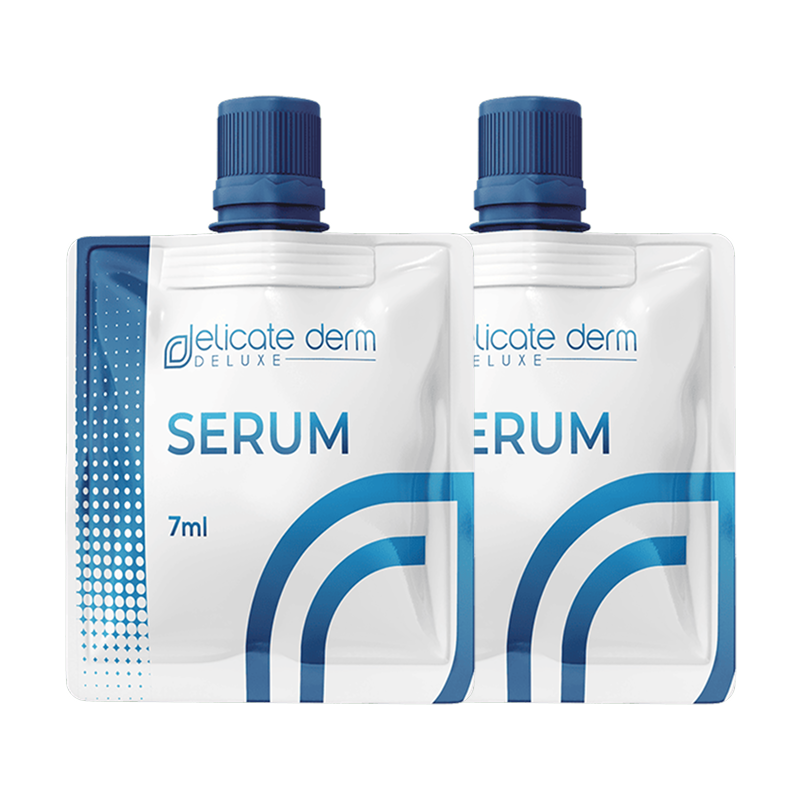 delicate derm
DELUXE
SERUM
7ml
elicate derm
DELUXE
ERUM